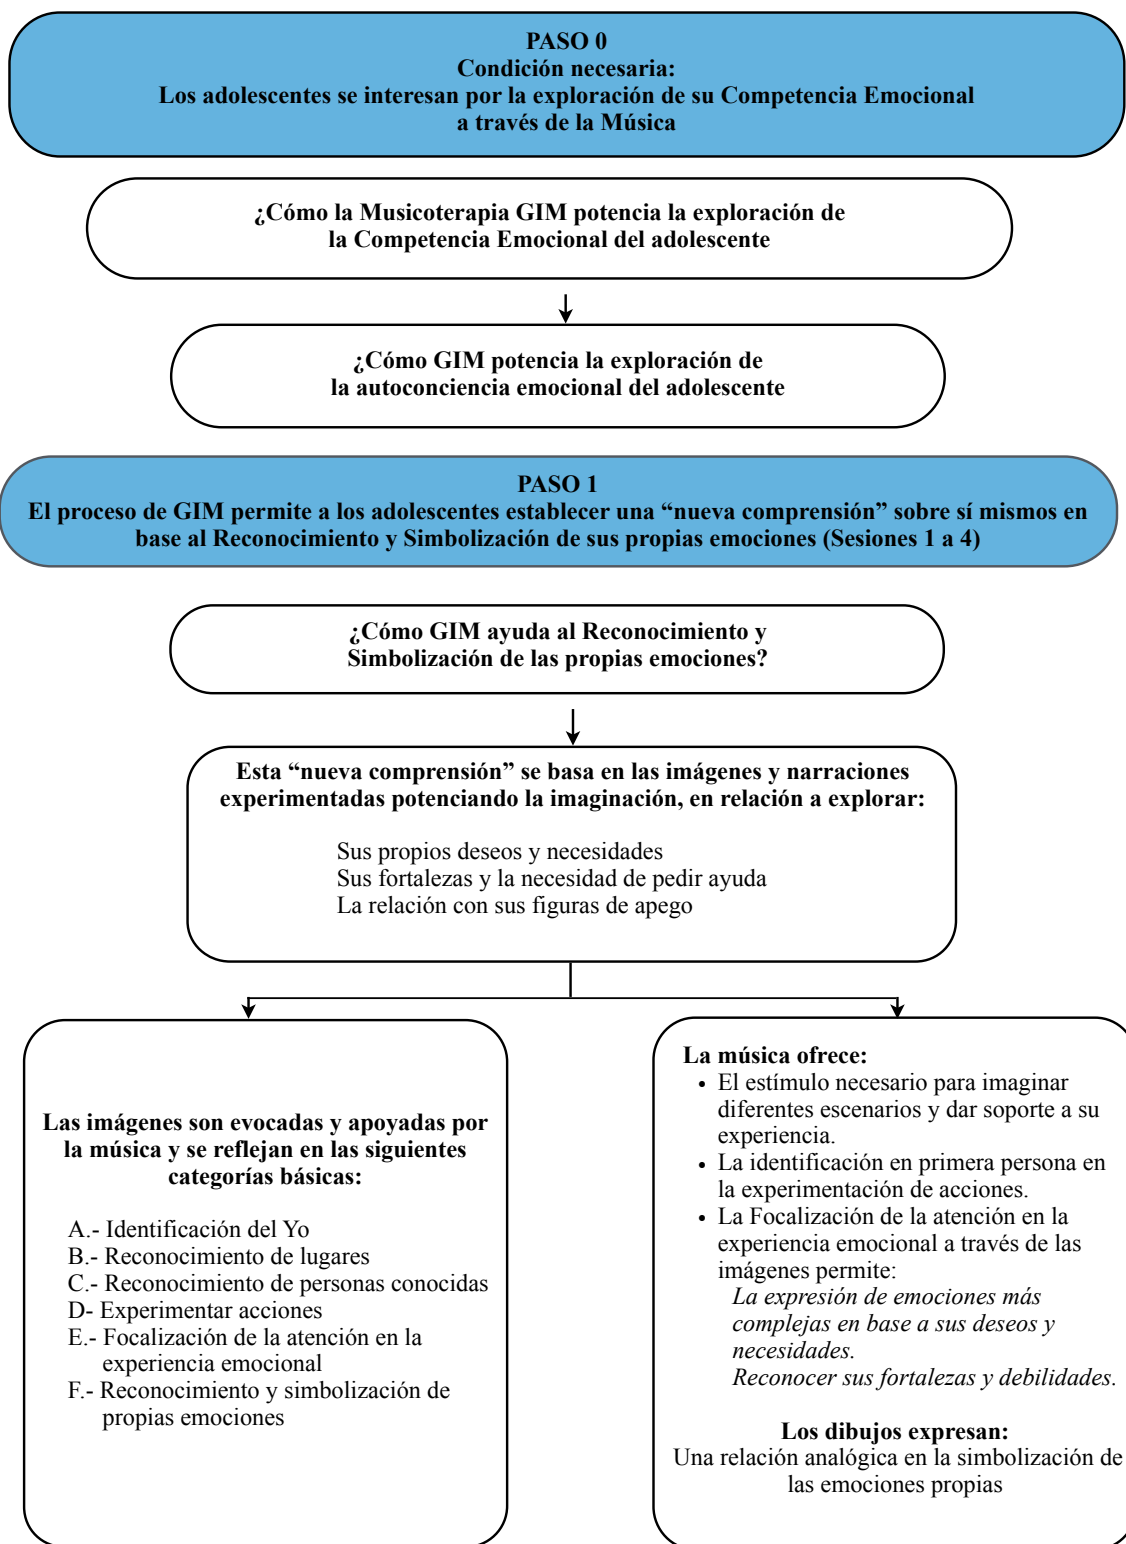 PASO 0
Condición necesaria:
Los adolescentes se interesan por la exploración de su Competencia Emocional
a través de la Música
¿Cómo la Musicoterapia GIM potencia la exploración de
la Competencia Emocional del adolescente
¿Cómo GIM potencia la exploración de
la autoconciencia emocional del adolescente
PASO 1
El proceso de GIM permite a los adolescentes establecer una “nueva comprensión” sobre sí mismos en
base al Reconocimiento y Simbolización de sus propias emociones (Sesiones 1 a 4)
¿Cómo GIM ayuda al Reconocimiento y
Simbolización de las propias emociones?
Esta “nueva comprensión” se basa en las imágenes y narraciones
experimentadas potenciando la imaginación, en relación a explorar:
Sus propios deseos y necesidades
Sus fortalezas y la necesidad de pedir ayuda
La relación con sus figuras de apego
Las imágenes son evocadas y apoyadas por
la música y se reflejan en las siguientes
categorías básicas:
A.- Identificación del Yo
B.- Reconocimiento de lugares
C.- Reconocimiento de personas conocidas
D- Experimentar acciones
E.- Focalización de la atención en la
experiencia emocional
F.- Reconocimiento y simbolización de
propias emociones
La música ofrece:
• El estímulo necesario para imaginar
diferentes escenarios y dar soporte a su
experiencia.
• La identificación en primera persona en
la experimentación de acciones.
• La Focalización de la atención en la
experiencia emocional a través de las
imágenes permite:
La expresión de emociones más
complejas en base a sus deseos y
necesidades.
Reconocer sus fortalezas y debilidades.
Los dibujos expresan:
Una relación analógica en la simbolización de
las emociones propias